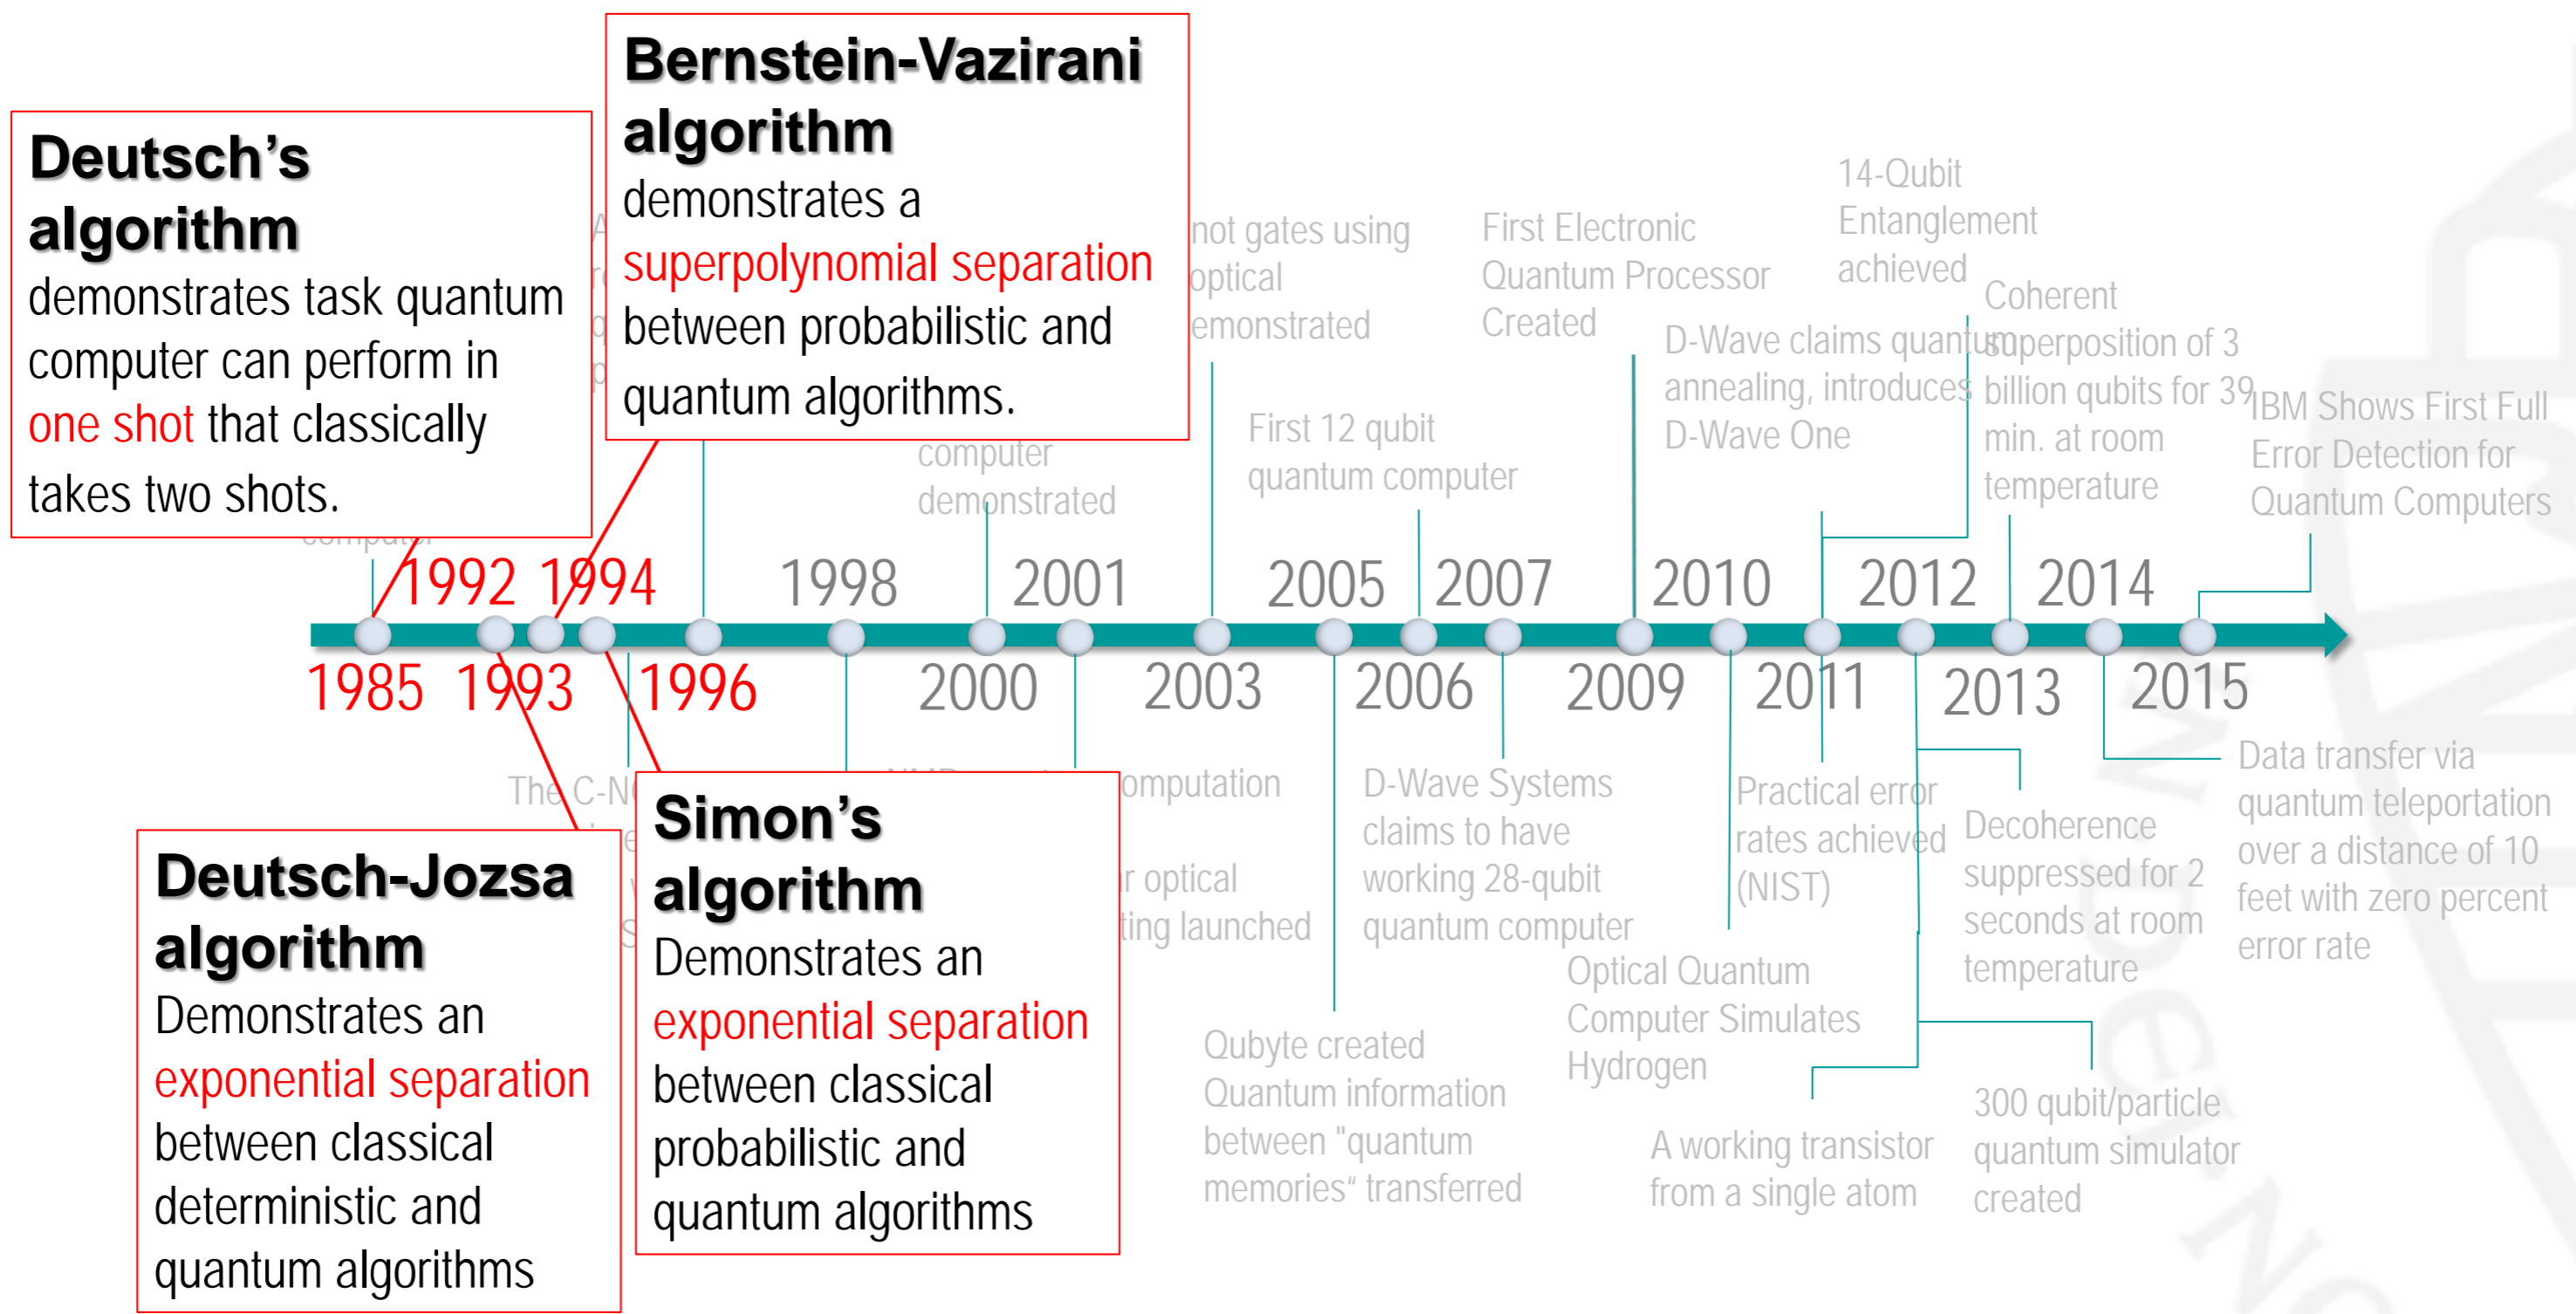 Bernstein-Vazirani
algorithm
demonstrates a
superpolynomial separation
between probabilistic and
quantum algorithms.
Deutsch’s
algorithm
demonstrates task quantum
computer can perform in
one shot that classically
takes two shots.
computer
not gates using
optical
computer
demonstrated
First 12 qubit
quantum computer
First Electronic
Quantum Processor
Created
D-Wave claims quantum
annealing, introduces
D-Wave One
14-Qubit
Entanglement
achieved
Coherent
superposition of 3
billion qubits for 39
min. at room
temperature
IBM Shows First Full
Error Detection for
Quantum Computers
1992 1994 1998 2001 2005 2007 2010 2012 2014
1985 1993 1996 2000 2003 2006 2009 2011 2013 2015
Deutsch-Jozsa
algorithm
Demonstrates an
exponential separation
between classical
deterministic and
quantum algorithms
The
Simon’s
algorithm
Demonstrates an
exponential separation
between classical
probabilistic and
quantum algorithms
optical
launched
Qubyte created
Quantum information
between "quantum
memories“ transferred
D-Wave Systems
claims to have
working 28-qubit
quantum computer
Optical Quantum
Computer Simulates
Hydrogen
Practical error
rates achieved
(NIST)
A working transistor
from a single atom
Decoherence
suppressed for 2
seconds at room
temperature
300 qubit/particle
quantum simulator
created
Data transfer via
quantum teleportation
over a distance of 10
feet with zero percent
error rate